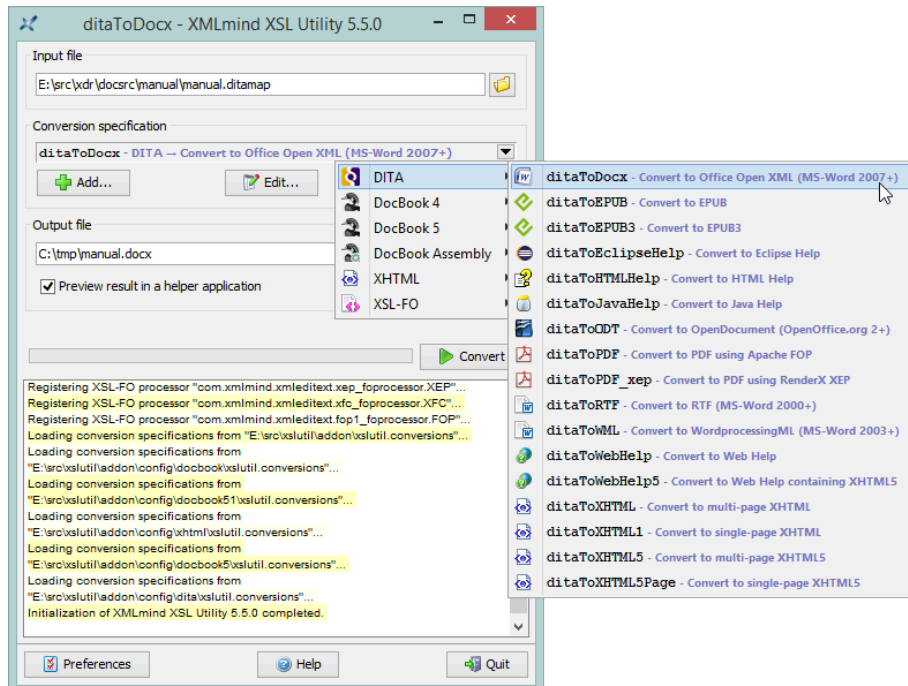 ditaToDocx - XMLmind XSL Utility 5.5.0
Input file
E:\src\xdr\docsrc\manual\manual.ditamap
Conversion specification
ditaToDocx - DITA — Convert to Office Open XML (MS-Word 2007+)
Add...
Edit...
Output file
C:\tmp\manual.docx
Preview result in a helper application
Convert
DITA
DocBook 4
DocBook 5
DocBook Assembly
XHTML
XSL-FO
ditaToDocx - Convert to Office Open XML (MS-Word 2007+)
ditaToEPUB - Convert to EPUB
ditaToEPUB3 - Convert to EPUB3
ditaToEclipseHelp - Convert to Eclipse Help
ditaToHTMLHelp - Convert to HTML Help
ditaToJavaHelp - Convert to Java Help
ditaToODT - Convert to OpenDocument (OpenOffice.org 2+)
ditaToPDF - Convert to PDF using Apache FOP
ditaToPDF_xep - Convert to PDF using RenderX XEP
ditaToRTF - Convert to RTF (MS-Word 2000+)
ditaToWML - Convert to WordprocessingML (MS-Word 2003+)
ditaToWebHelp - Convert to Web Help
ditaToWebHelp5 - Convert to Web Help containing XHTML5
ditaToXHTML - Convert to multi-page XHTML
ditaToXHTML1 - Convert to single-page XHTML
ditaToXHTML5 - Convert to multi-page XHTML5
ditaToXHTML5Page - Convert to single-page XHTML5
Registering XSL-FO processor "com.xmlmind.xmleditext.xep_foprocessor.XEP"...
Registering XSL-FO processor "com.xmlmind.xmleditext.xfc_foprocessor.XFC"...
Registering XSL-FO processor "com.xmlmind.xmleditext.fop1_foprocessor.FOP"...
Loading conversion specifications from "E:\src\xslutil\addon\xslutil.conversions"...
Loading conversion specifications from
"E:\src\xslutil\addon\config\docbook\xslutil.conversions"...
Loading conversion specifications from
"E:\src\xslutil\addon\config\docbook51\xslutil.conversions"...
Loading conversion specifications from
"E:\src\xslutil\addon\config\xhtml\xslutil.conversions"...
Loading conversion specifications from
"E:\src\xslutil\addon\config\docbook5\xslutil.conversions"...
Loading conversion specifications from
"E:\src\xslutil\addon\config\dita\xslutil.conversions"...
Initialization of XMLmind XSL Utility 5.5.0 completed.
Preferences
Help
Quit